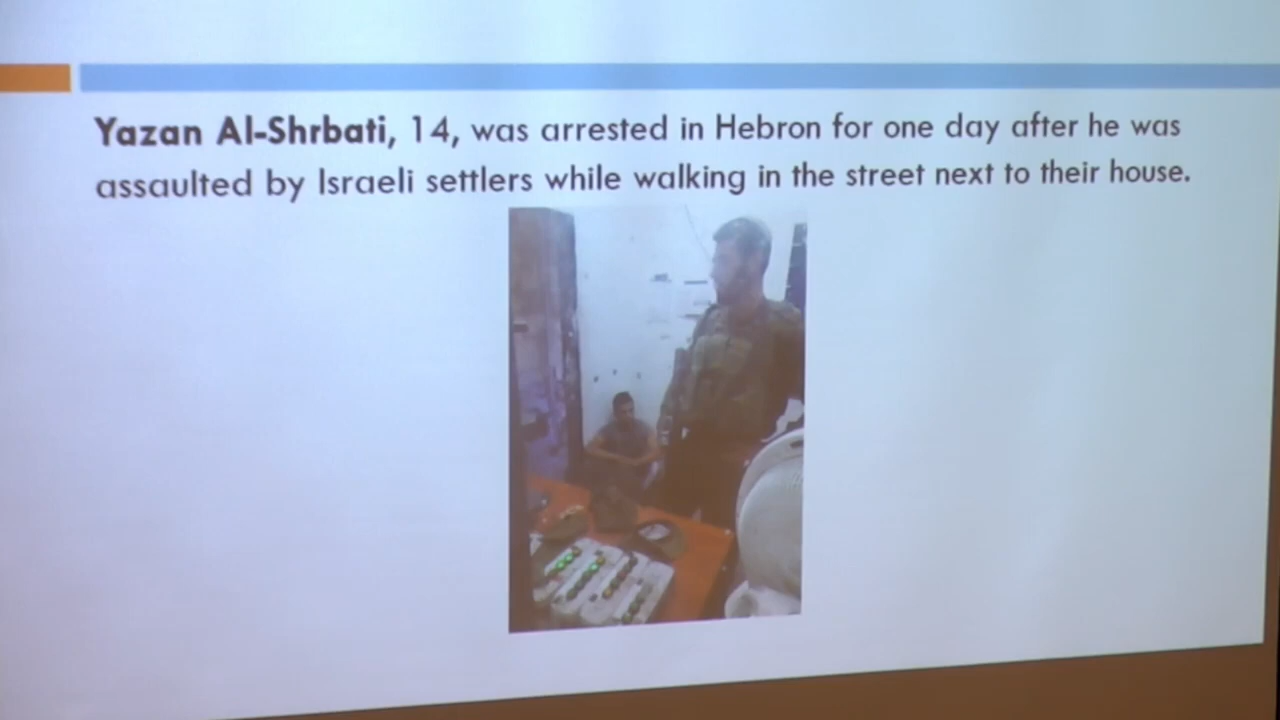 Yazan Al-Shrbati, 14, was arrested in Hebron for one day after he was
assaulted by Israeli settlers while walking in the street next to their house.